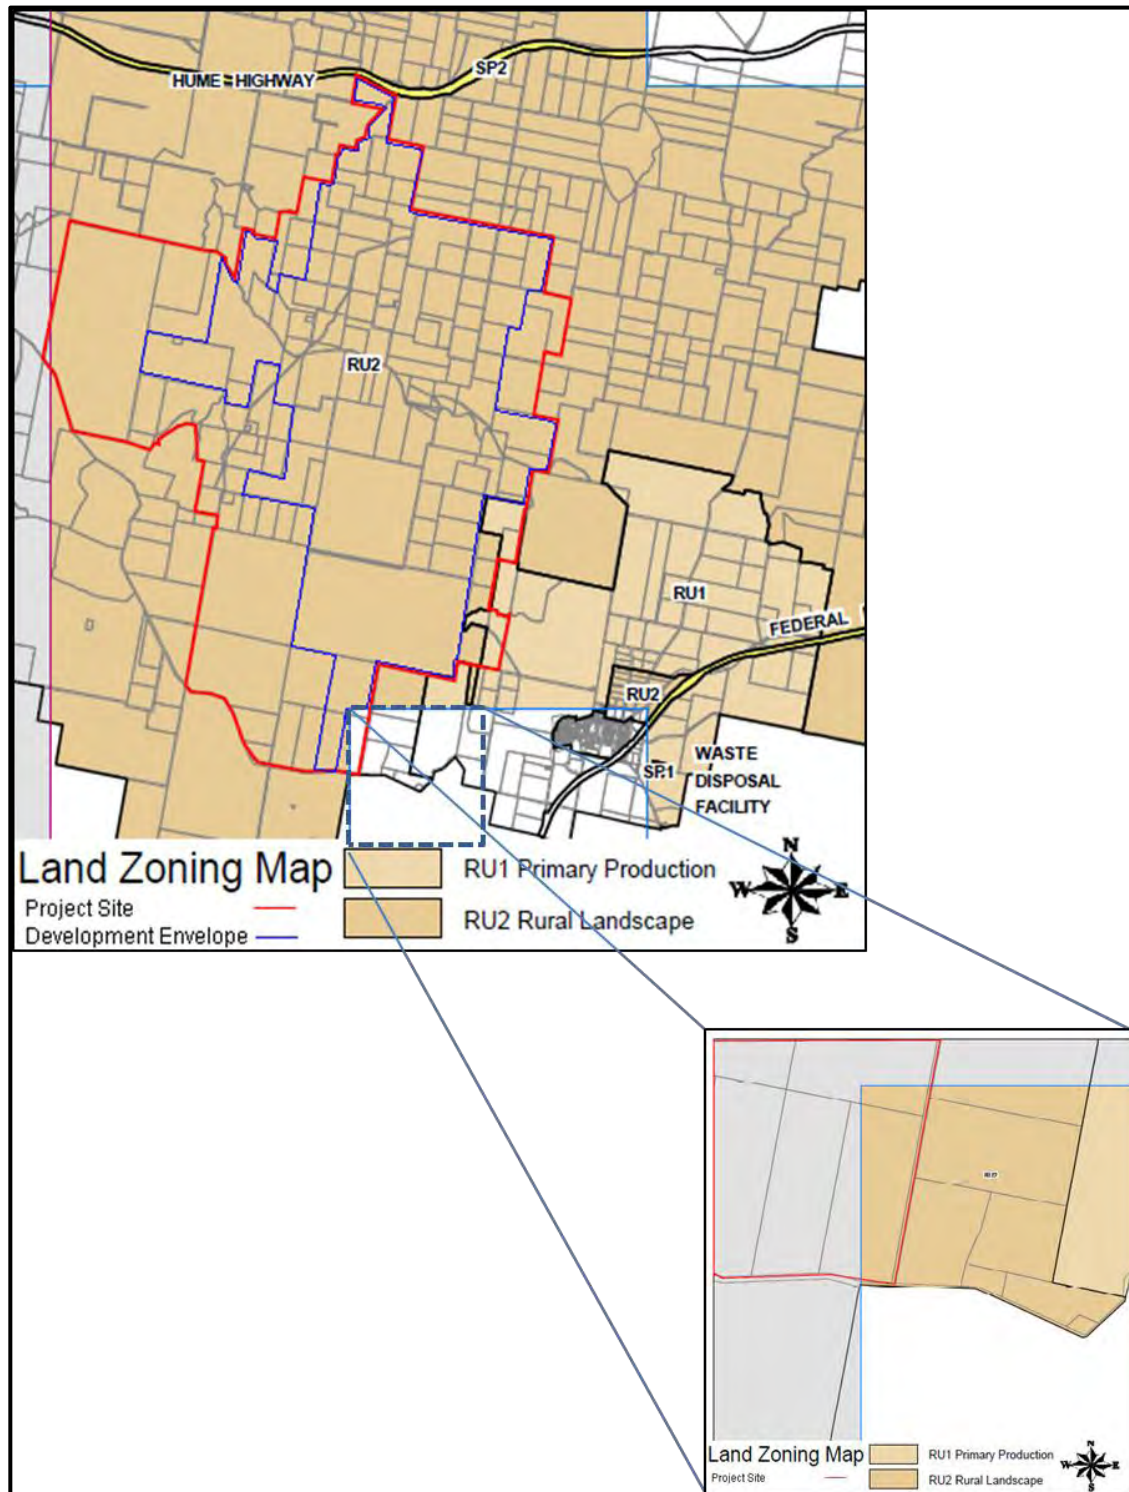 HUME HIGHWAY
SP2
RU2
RU1
FEDERAL
RU2
SP1
WASTE
DISPOSAL
FACILITY
N
W E
S
Land Zoning Map
Project Site
Development Envelope
RU1 Primary Production
RU2 Rural Landscape
RU2
Land Zoning Map
Project Site
RU1 Primary Production
RU2 Rural Landscape
N
W E
S